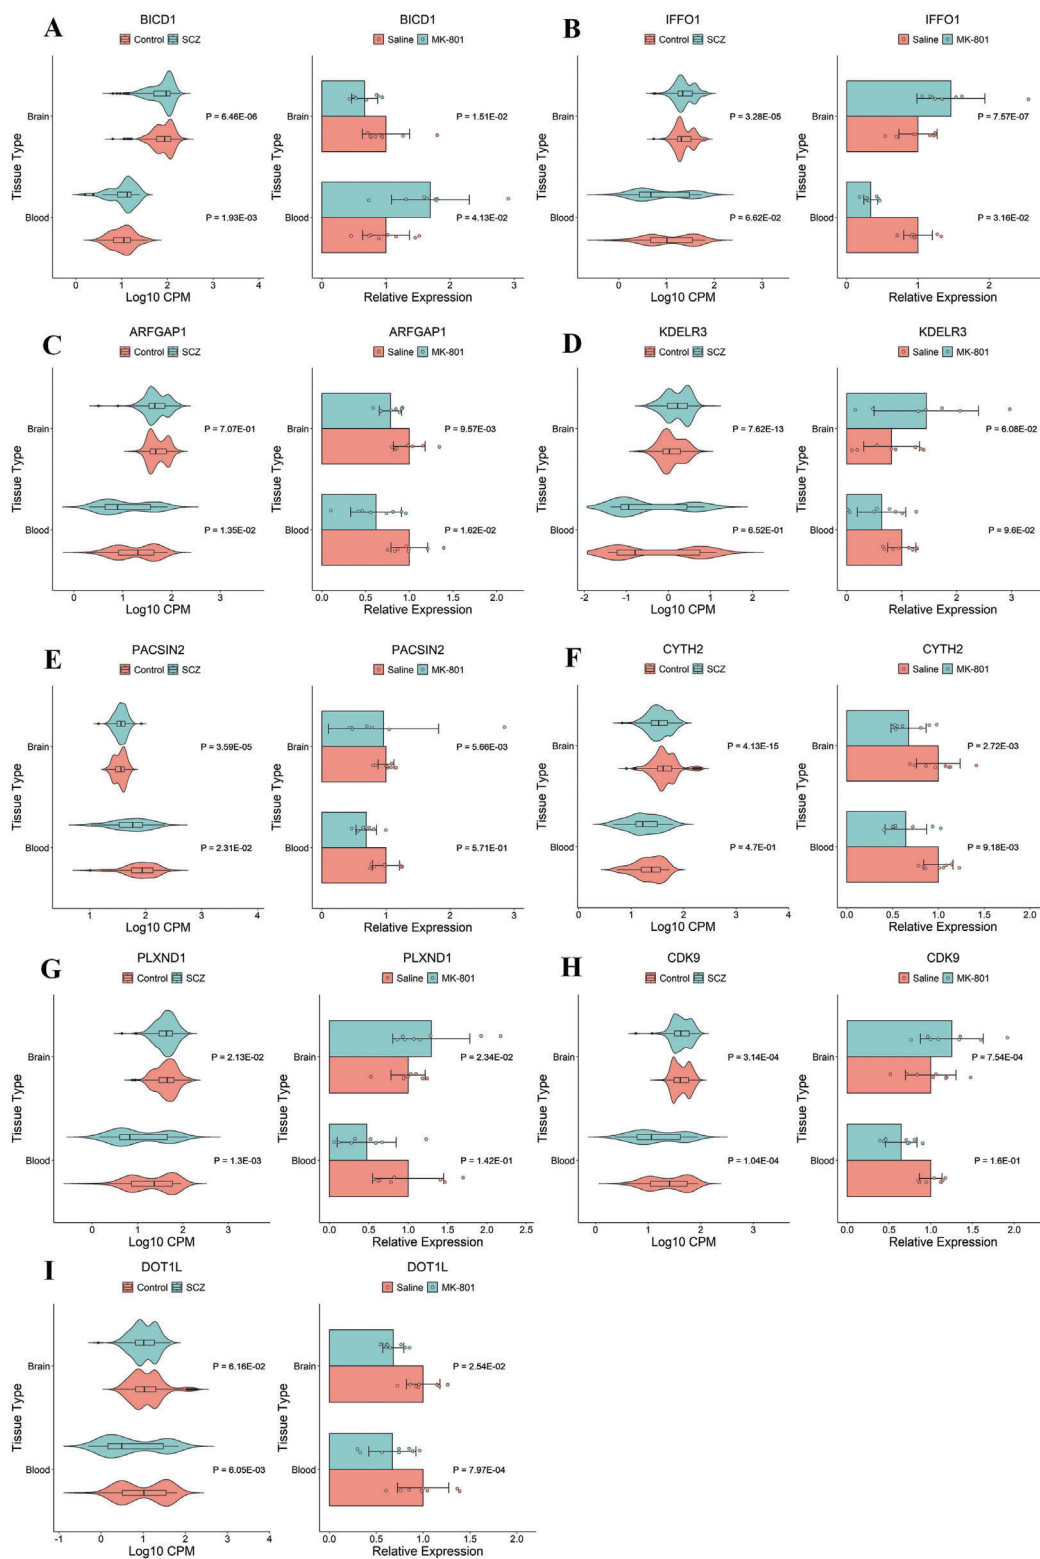 A
BICD1
Control SCZ
Tissue Type
Brain
P = 6.46E-06
Blood
P = 1.93E-03
0 1 2 3 4
Log10 CPM
BICD1
Saline MK-801
Tissue Type
Brain
P = 1.51E-02
Blood
P = 4.13E-02
0 1 2 3
Relative Expression
B
IFFO1
Control SCZ
Tissue Type
Brain
P = 3.28E-05
Blood
P = 6.62E-02
0 1 2 3
Log10 CPM
IFFO1
Saline MK-801
Tissue Type
Brain
P = 7.57E-07
Blood
P = 3.16E-02
0 1 2
Relative Expression
C
ARFGAP1
Control SCZ
Tissue Type
Brain
P = 7.07E-01
Blood
P = 1.35E-02
0 1 2 3
Log10 CPM
ARFGAP1
Saline MK-801
Tissue Type
Brain
P = 9.57E-03
Blood
P = 1.62E-02
0.0 0.5 1.0 1.5 2.0
Relative Expression
D
KDELR3
Control SCZ
Tissue Type
Brain
P = 7.62E-13
Blood
P = 6.52E-01
-2 -1 0 1 2 3
Log10 CPM
KDELR3
Saline MK-801
Tissue Type
Brain
P = 6.08E-02
Blood
P = 9.6E-02
0 1 2 3
Relative Expression
E
PACSIN2
Control SCZ
Tissue Type
Brain
P = 3.59E-05
Blood
P = 2.31E-02
1 2 3 4
Log10 CPM
PACSIN2
Saline MK-801
Tissue Type
Brain
P = 5.66E-03
Blood
P = 5.71E-01
0 1 2 3
Relative Expression
F
CYTH2
Control SCZ
Tissue Type
Brain
P = 4.13E-15
Blood
P = 4.7E-01
0 1 2 3 4
Log10 CPM
CYTH2
Saline MK-801
Tissue Type
Brain
P = 2.72E-03
Blood
P = 9.18E-03
0.0 0.5 1.0 1.5 2.0
Relative Expression
G
PLXND1
Control SCZ
Tissue Type
Brain
P = 2.13E-02
Blood
P = 1.3E-03
0 1 2 3
Log10 CPM
PLXND1
Saline MK-801
Tissue Type
Brain
P = 2.34E-02
Blood
P = 1.42E-01
0.0 0.5 1.0 1.5 2.0 2.5
Relative Expression
H
CDK9
Control SCZ
Tissue Type
Brain
P = 3.14E-04
Blood
P = 1.04E-04
0 1 2 3
Log10 CPM
CDK9
Saline MK-801
Tissue Type
Brain
P = 7.54E-04
Blood
P = 1.6E-01
0.0 0.5 1.0 1.5 2.0
Relative Expression
I
DOT1L
Control SCZ
Tissue Type
Brain
P = 6.16E-02
Blood
P = 6.05E-03
-1 0 1 2 3
Log10 CPM
DOT1L
Saline MK-801
Tissue Type
Brain
P = 2.54E-02
Blood
P = 7.97E-04
0.0 0.5 1.0 1.5 2.0
Relative Expression